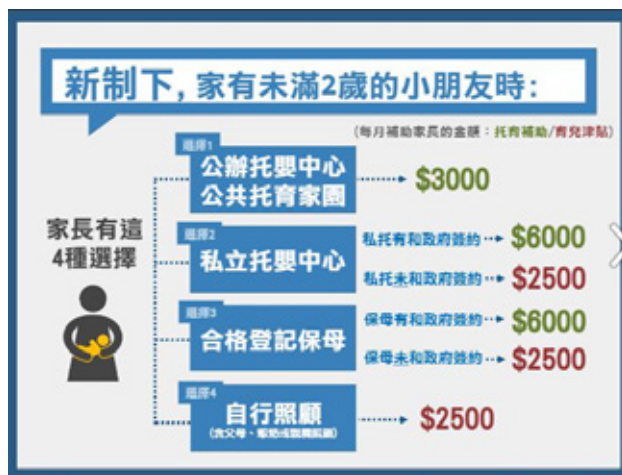 新制下, 家有未滿2歲的小朋友時:
(每月補助家長的金額：托育補助/育兒津貼)
家長有這
4種選擇
選擇1
公辦托嬰中心
公共托育家園
$3000
選擇2
私立托嬰中心
私托有和政府簽約
$6000
私托未和政府簽約
$2500
選擇3
合格登記保母
保母有和政府簽約
$6000
保母未和政府簽約
$2500
選擇4
自行照顧
$2500